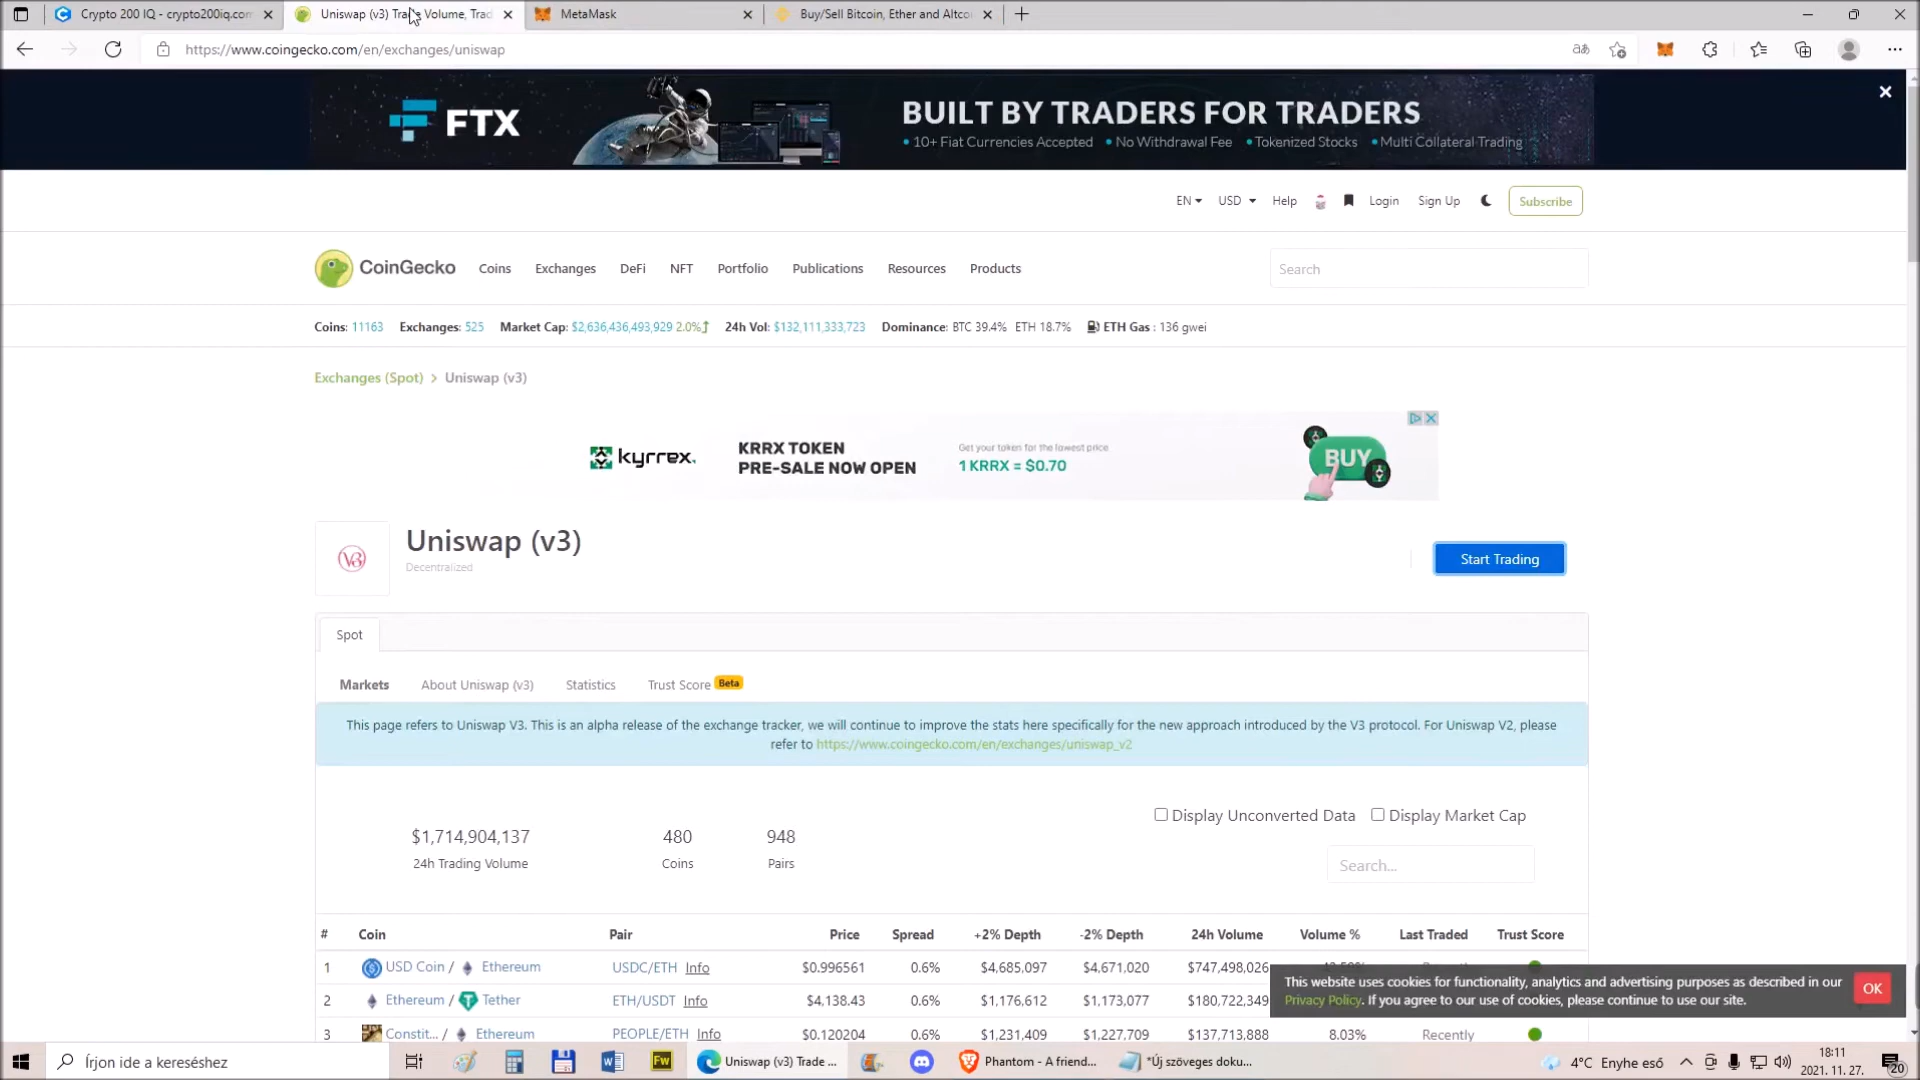 Crypto 200 IQ - crypto200iq.com
Uniswap (v3) Trade Volume, Trad
MetaMask
Buy/Sell Bitcoin, Ether and Altco
https://www.coingecko.com/en/exchanges/uniswap
FTX
BUILT BY TRADERS FOR TRADERS
• 10+ Fiat Currencies Accepted • No Withdrawal Fee • Tokenized Stocks • Multi Collateral Trading
EN USD Help Login Sign Up Subscribe
CoinGecko Coins Exchanges DeFi NFT Portfolio Publications Resources Products
Search
Coins: 11163 Exchanges: 525 Market Cap: $2,636,436,493,929 2.0% 24h Vol: $132,111,333,723 Dominance: BTC 39.4% ETH 18.7% ETH Gas : 136 gwei
Exchanges (Spot) > Uniswap (v3)
kyrrex.
KRRX TOKEN
PRE-SALE NOW OPEN
Get your token for the lowest price
1 KRRX = $0.70
BUY
V3
Uniswap (v3)
Decentralized
Start Trading
Spot
Markets About Uniswap (v3) Statistics Trust Score Beta
This page refers to Uniswap V3. This is an alpha release of the exchange tracker, we will continue to improve the stats here specifically for the new approach introduced by the V3 protocol. For Uniswap V2, please
refer to https://www.coingecko.com/en/exchanges/uniswap_v2
Display Unconverted Data Display Market Cap
$1,714,904,137 480 948
24h Trading Volume Coins Pairs
Search...
# Coin Pair Price Spread +2% Depth -2% Depth 24h Volume Volume % Last Traded Trust Score
1 USD Coin / Ethereum USDC/ETH Info $0.996561 0.6% $4,685,097 $4,671,020 $747,498,026
2 Ethereum / Tether ETH/USDT Info $4,138.43 0.6% $1,176,612 $1,173,077 $180,722,349
3 Constit... / Ethereum PEOPLE/ETH Info $0.120204 0.6% $1,231,409 $1,227,709 $137,713,888 8.03% Recently
This website uses cookies for functionality, analytics and advertising purposes as described in our
Privacy Policy. If you agree to our use of cookies, please continue to use our site.
OK
Írjon ide a kereséshez
Fw
Uniswap (v3) Trade ...
Phantom - A friend...
*Új szöveges doku...
4°C Enyhe eső
18:11
2021. 11. 27.
20